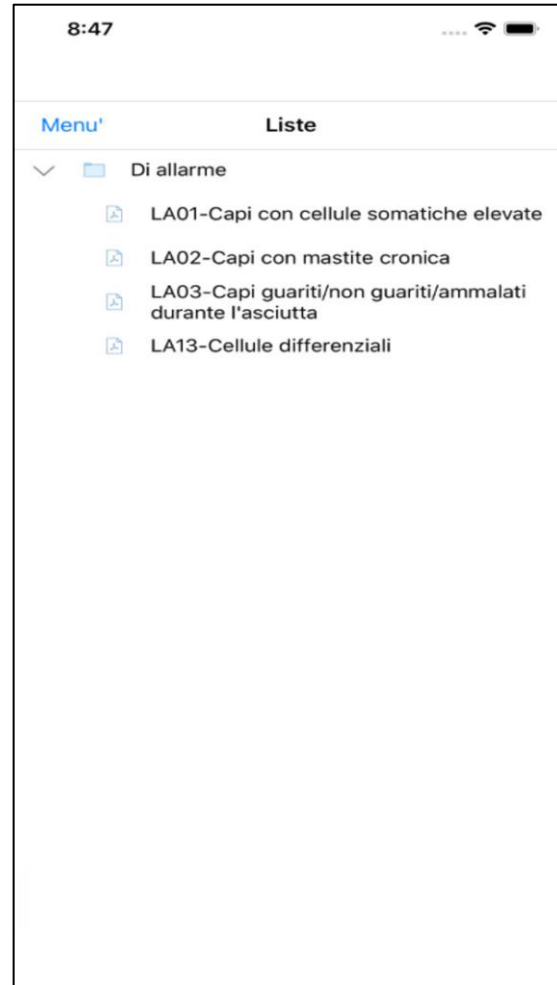 8:47
Menu' Liste
Di allarme
LA01-Capi con cellule somatiche elevate
LA02-Capi con mastite cronica
LA03-Capi guariti/non guariti/ammalati
durante l'asciutta
LA13-Cellule differenziali